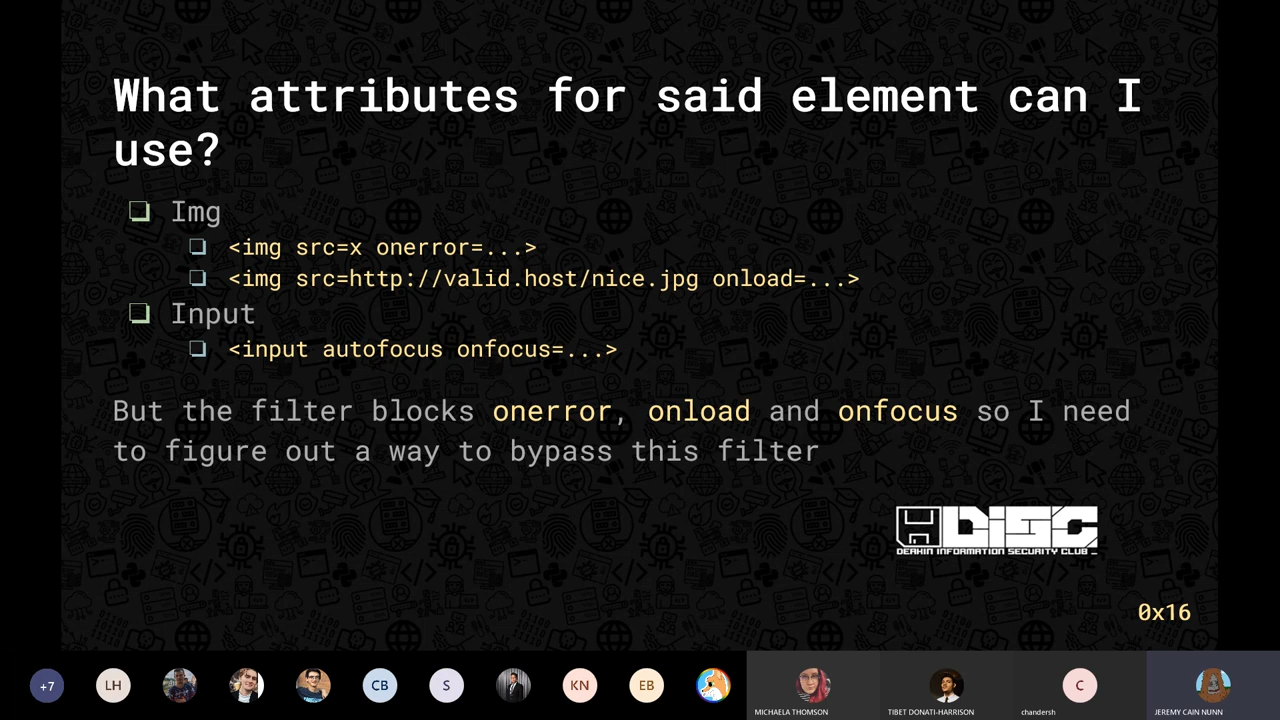 What attributes for said element can I
use?
Img
<img src=x onerror=...>
<img src=http://valid.host/nice.jpg onload=...>
Input
<input autofocus onfocus=...>
But the filter blocks onerror, onload and onfocus so I need
to figure out a way to bypass this filter
DISC
DEAKIN INFORMATION SECURITY CLUB _
0x16
+7
LH
CB
S
KN
EB
C
MICHAELA THOMSON
TIBET DONATI-HARRISON
chandersh
JEREMY CAIN NUNN